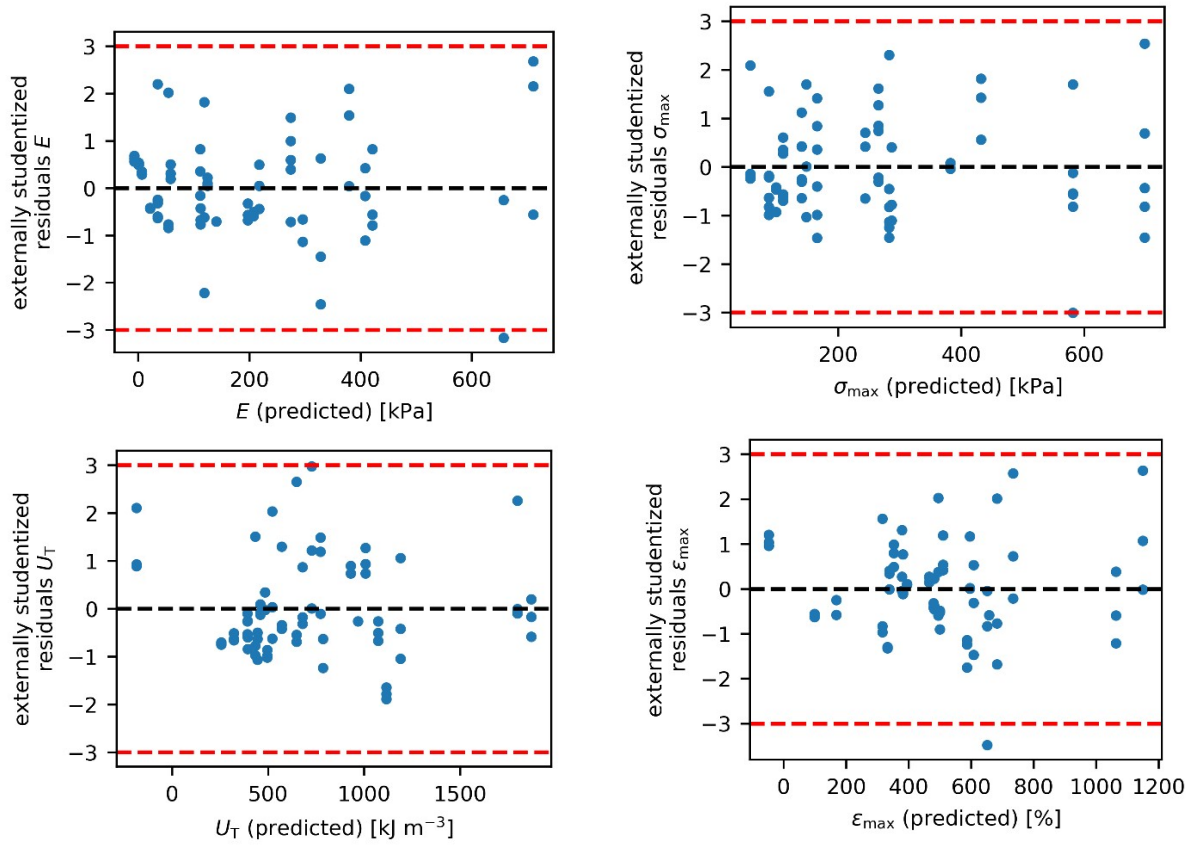 externally studentized
residuals E
3
2
1
0
−1
−2
−3
0 200 400 600
E (predicted) [kPa]
externally studentized
residuals σmax
3
2
1
0
−1
−2
−3
200 400 600
σmax (predicted) [kPa]
externally studentized
residuals UT
3
2
1
0
−1
−2
−3
0 500 1000 1500
UT (predicted) [kJ m−3]
externally studentized
residuals εmax
3
2
1
0
−1
−2
−3
0 200 400 600 800 1000 1200
εmax (predicted) [%]